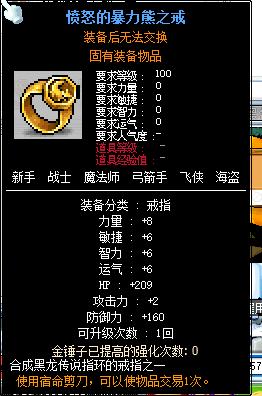 愤怒的暴力熊之戒
装备后无法交换
固有装备物品
要求等级： 100
要求力量： 0
要求敏捷： 0
要求智力： 0
要求运气： 0
要求人气度： -
道具等级： -
道具经验值： -
新手 战士 魔法师 弓箭手 飞侠 海盗
装备分类 : 戒指
力量 : +8
敏捷 : +6
智力 : +6
运气 : +6
HP : +209
攻击力 : +2
防御力 : +160
可升级次数 : 1回
金锤子已提高的强化次数: 0
合成黑龙传说指环的戒指之一
使用宿命剪刀，可以使物品交易1次。